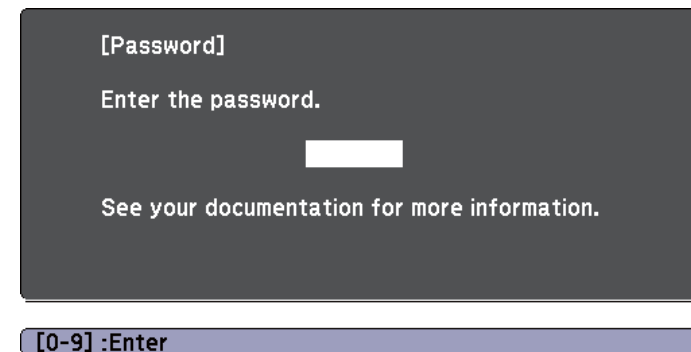 [Password]
Enter the password.
See your documentation for more information.
[0-9] :Enter